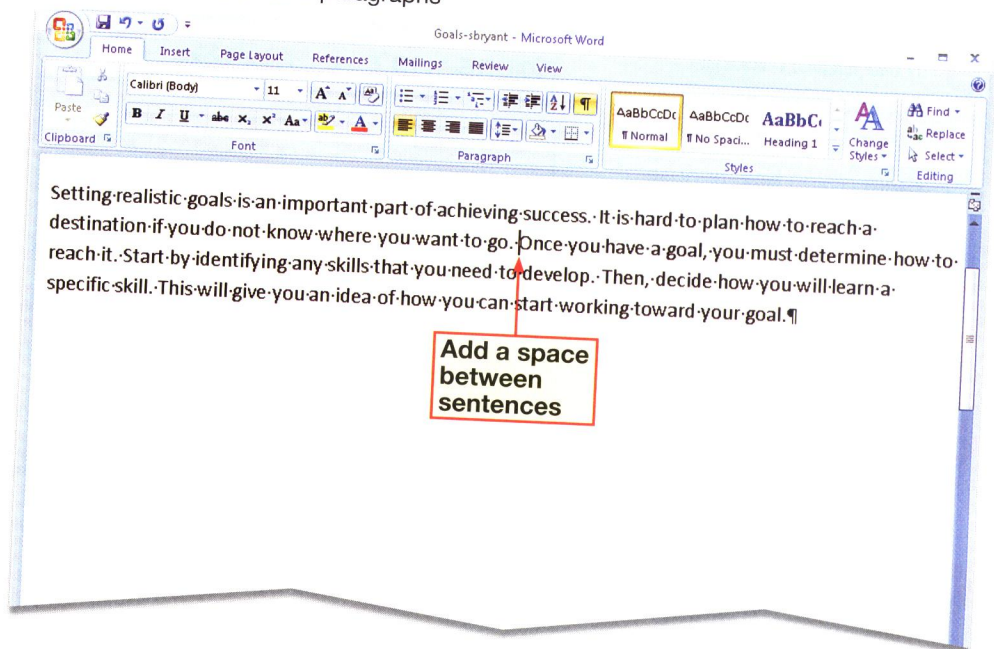 Goals-sbryant - Microsoft Word
Home Insert Page Layout References Mailings Review View
Calibri (Body) 11 A A Aa
Paste B I U abc x₂ x² Aa ab A
AaBbCcDc AaBbCcDc AaBbC
¶ Normal ¶ No Spaci... Heading 1
Change Styles
Find
Replace
Select
Clipboard Font Paragraph Styles Editing
Setting·realistic·goals·is·an·important·part·of·achieving·success.·It·is·hard·to·plan·how·to·reach·a·
destination·if·you·do·not·know·where·you·want·to·go.·Once·you·have·a·goal,·you·must·determine·how·to·
reach·it.·Start·by·identifying·any·skills·that·you·need·to·develop.·Then,·decide·how·you·will·learn·a·
specific·skill.·This·will·give·you·an·idea·of·how·you·can·start·working·toward·your·goal.¶
Add a space
between
sentences